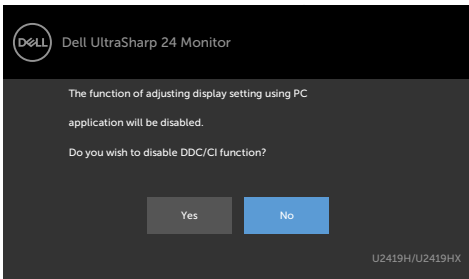 DELL
Dell UltraSharp 24 Monitor
The function of adjusting display setting using PC
application will be disabled.
Do you wish to disable DDC/CI function?
Yes
No
U2419H/U2419HX